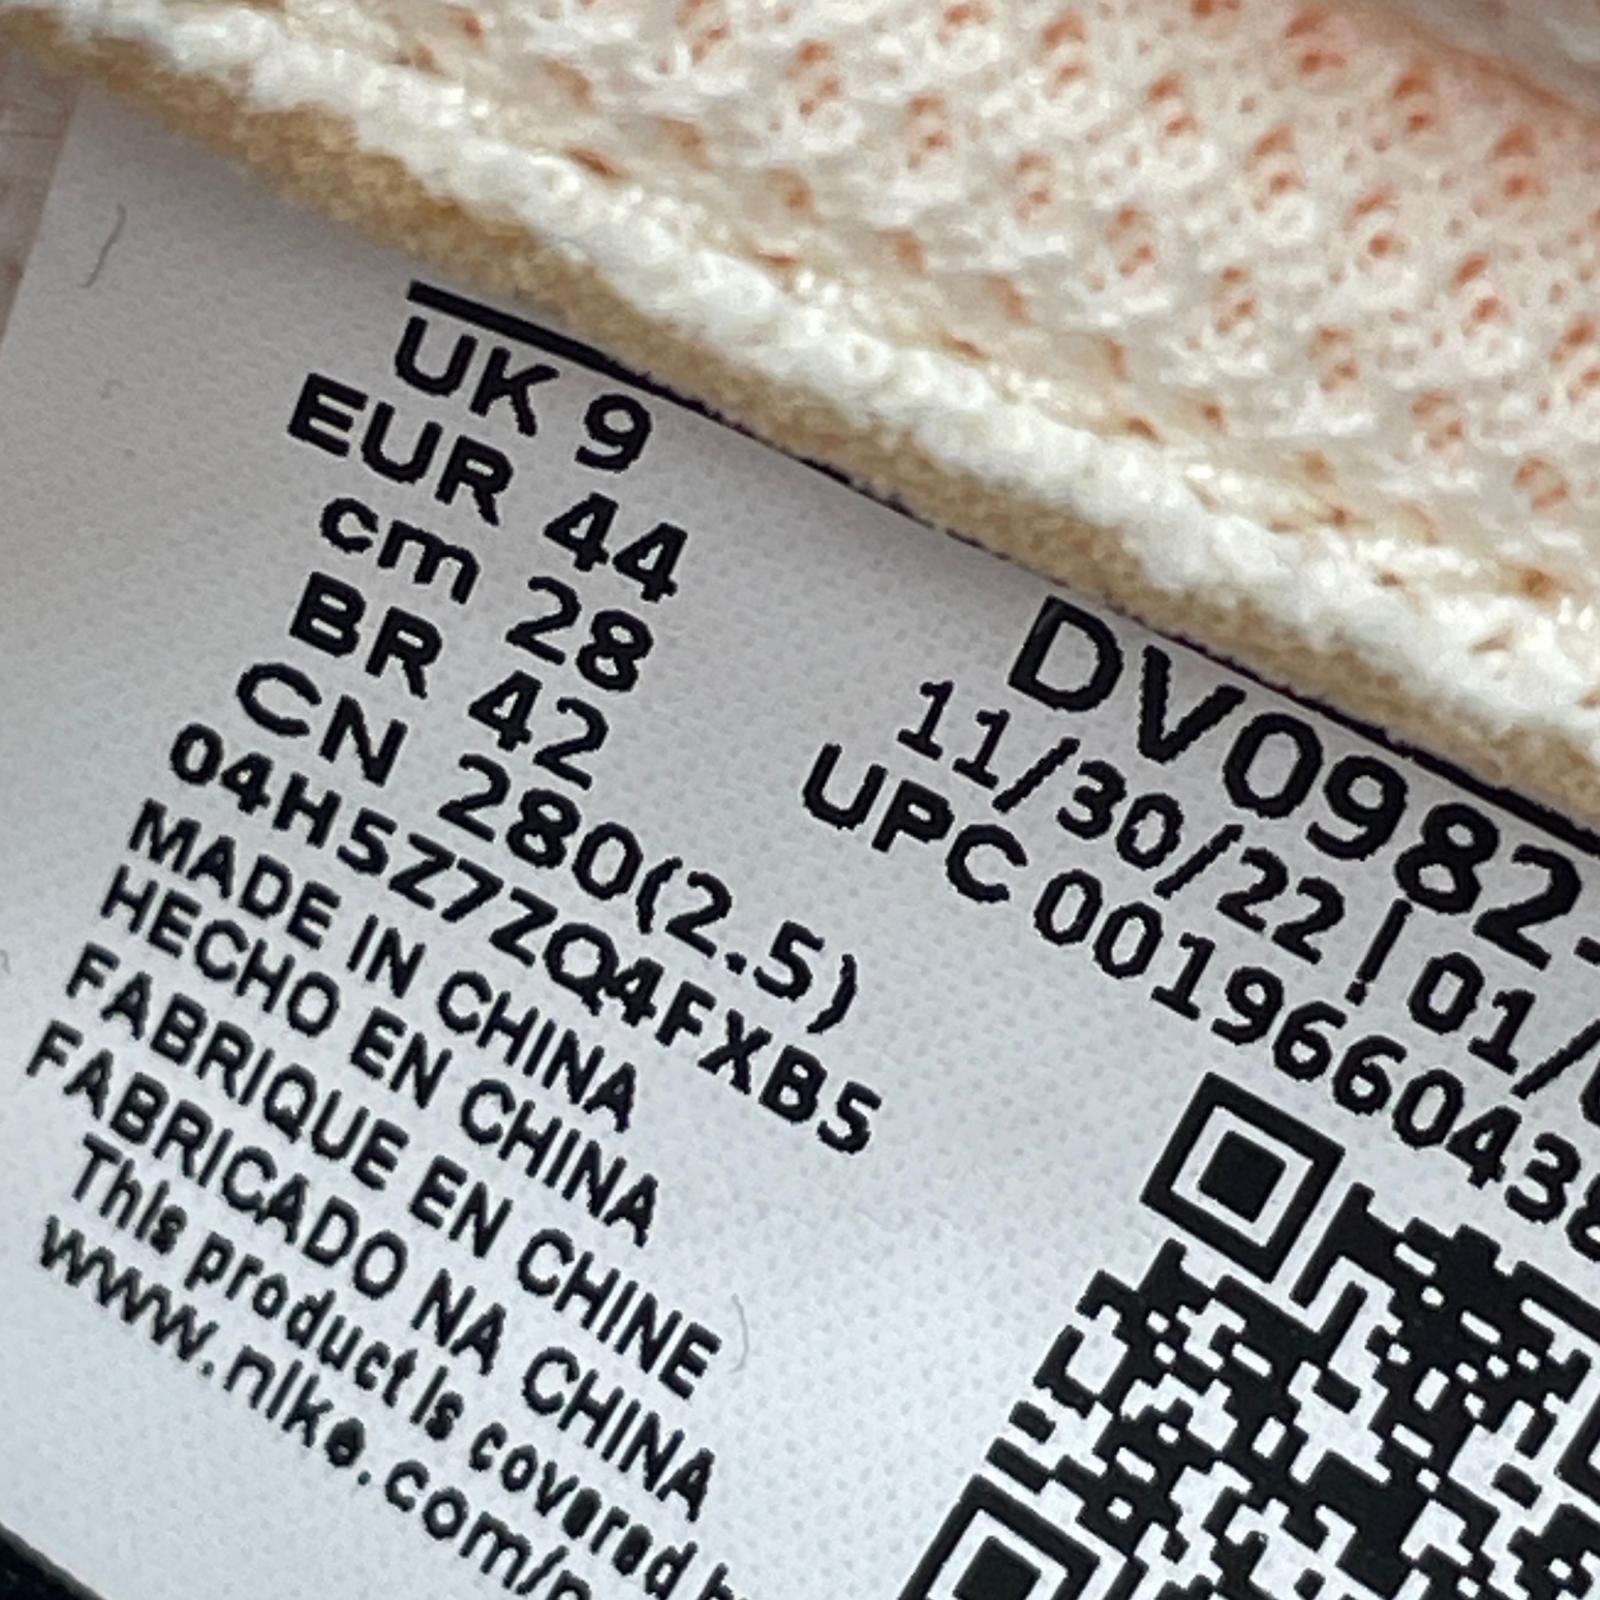 UK 9
EUR 44
cm 28
BR 42
CN 280(2.5)
04H5Z7ZQ4FXB5
MADE IN CHINA
HECHO EN CHINA
FABRIQUE EN CHINE
FABRICADO NA CHINA
This product is covered
www.nike.com/p
DV0982-
11/30/22 | 01/
UPC 0019660438